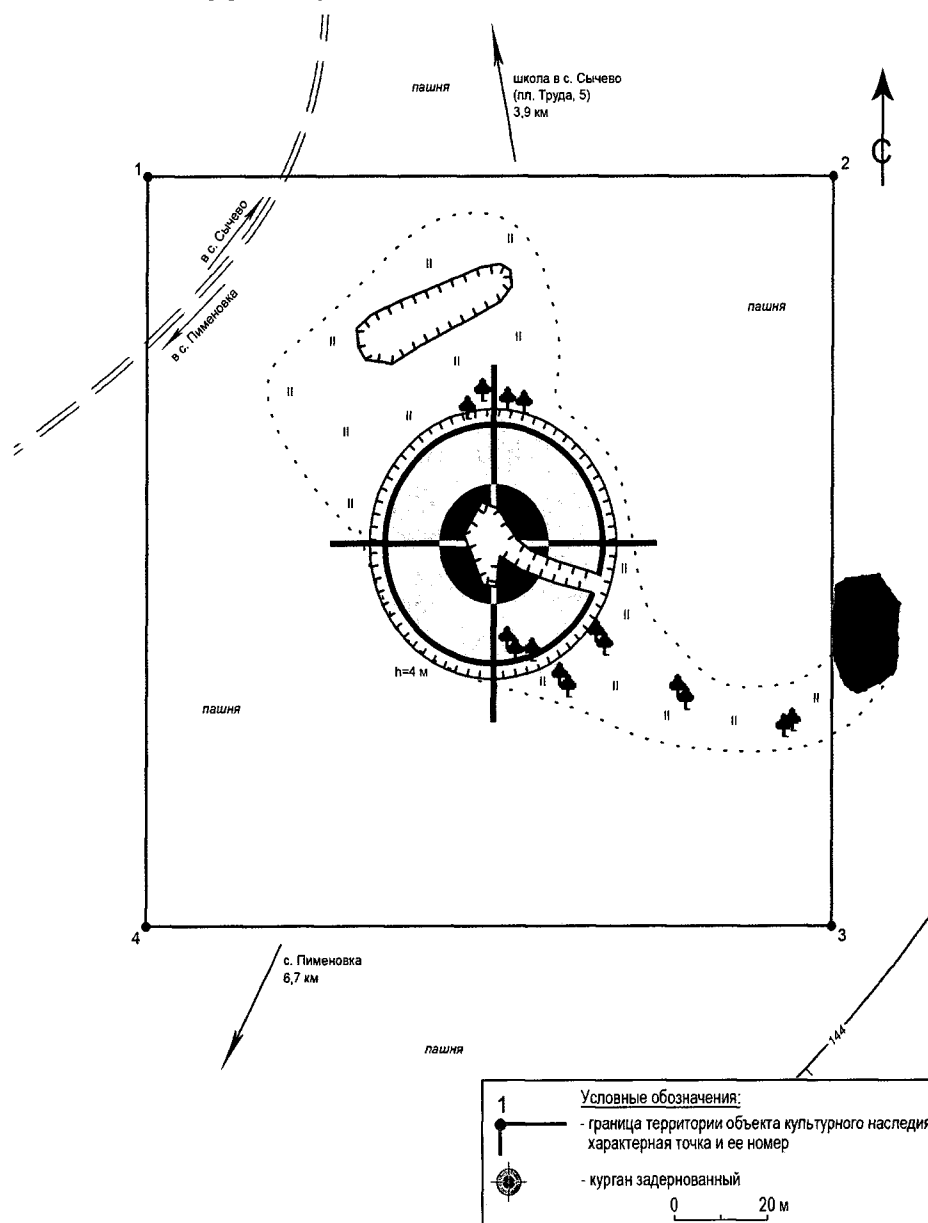 пашня
школа в с. Сычево
(пл. Труда, 5)
3,9 км
С
1
2
в с. Сычево
в с. Пименовка
пашня
h=4 м
пашня
4
3
с. Пименовка
6,7 км
144
пашня
Условные обозначения:
1
- граница территории объекта культурного наследия
характерная точка и ее номер
- курган задернованный
0 20 м